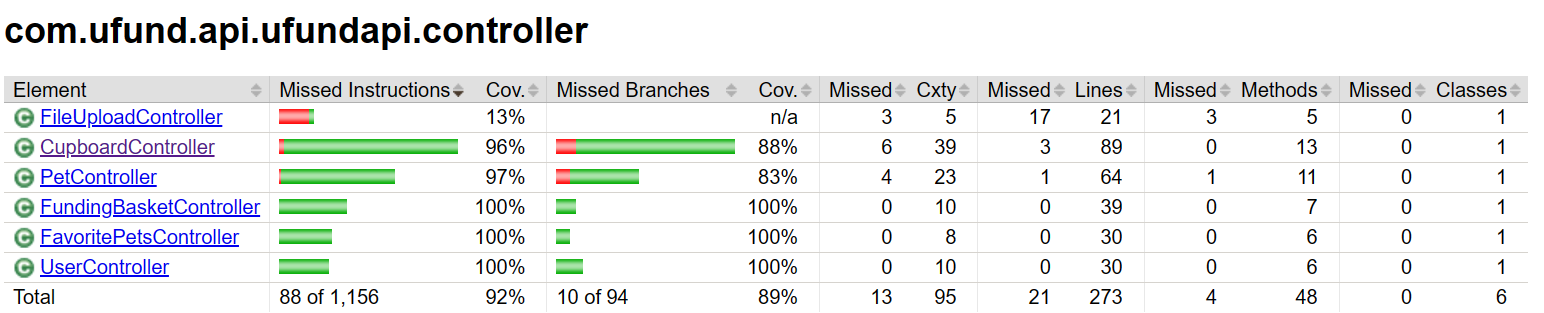 com.ufund.api.ufundapi.controller
Element Missed Instructions Cov. Missed Branches Cov. Missed Cxty Missed Lines Missed Methods Missed Classes
C FileUploadController 13% n/a 3 5 17 21 3 5 0 1
C CupboardController 96% 88% 6 39 3 89 0 13 0 1
C PetController 97% 83% 4 23 1 64 1 11 0 1
C FundingBasketController 100% 100% 0 10 0 39 0 7 0 1
C FavoritePetsController 100% 100% 0 8 0 30 0 6 0 1
C UserController 100% 100% 0 10 0 30 0 6 0 1
Total 88 of 1,156 92% 10 of 94 89% 13 95 21 273 4 48 0 6